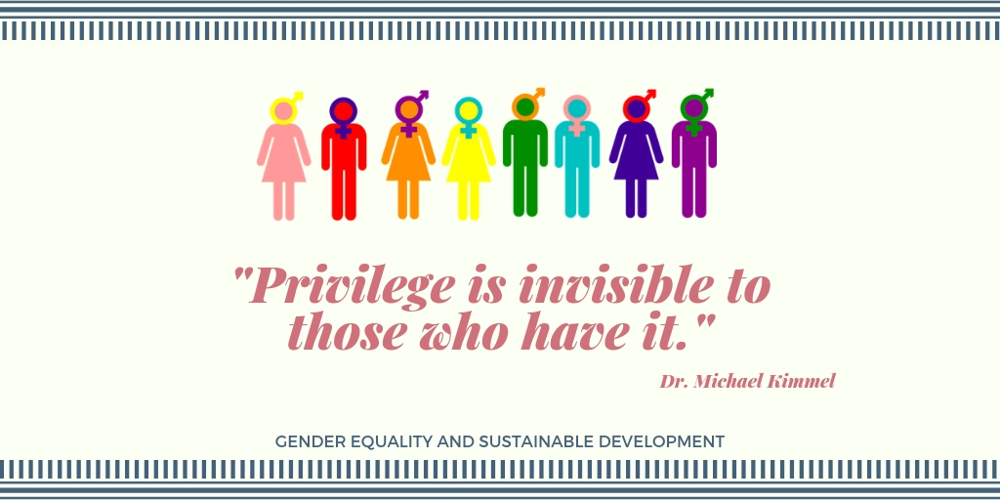 "Privilege is invisible to
those who have it."
Dr. Michael Kimmel
GENDER EQUALITY AND SUSTAINABLE DEVELOPMENT